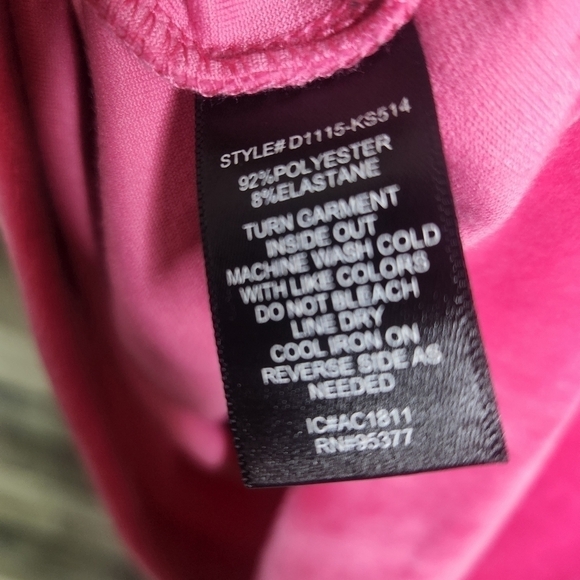 STYLE# D1115-KS514
92%POLYESTER
8%ELASTANE
TURN GARMENT
INSIDE OUT
MACHINE WASH COLD
WITH LIKE COLORS
DO NOT BLEACH
LINE DRY
COOL IRON ON
REVERSE SIDE AS
NEEDED
IC#AC1811
RN#95377